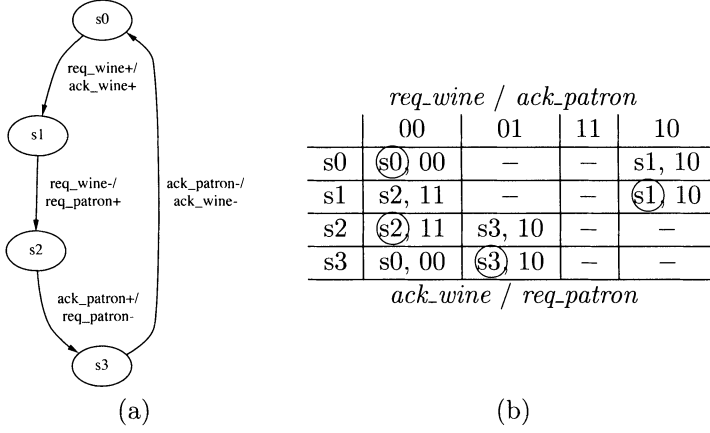 s0
req_wine+/
ack_wine+
s1
req_wine-/
req_patron+
ack_patron-/
ack_wine-
s2
ack_patron+/
req_patron-
s3
(a)
req_wine / ack_patron
00 01 11 10
s0 s0, 00 – – s1, 10
s1 s2, 11 – – s1, 10
s2 s2, 11 s3, 10 – –
s3 s0, 00 s3, 10 – –
ack_wine / req_patron
(b)